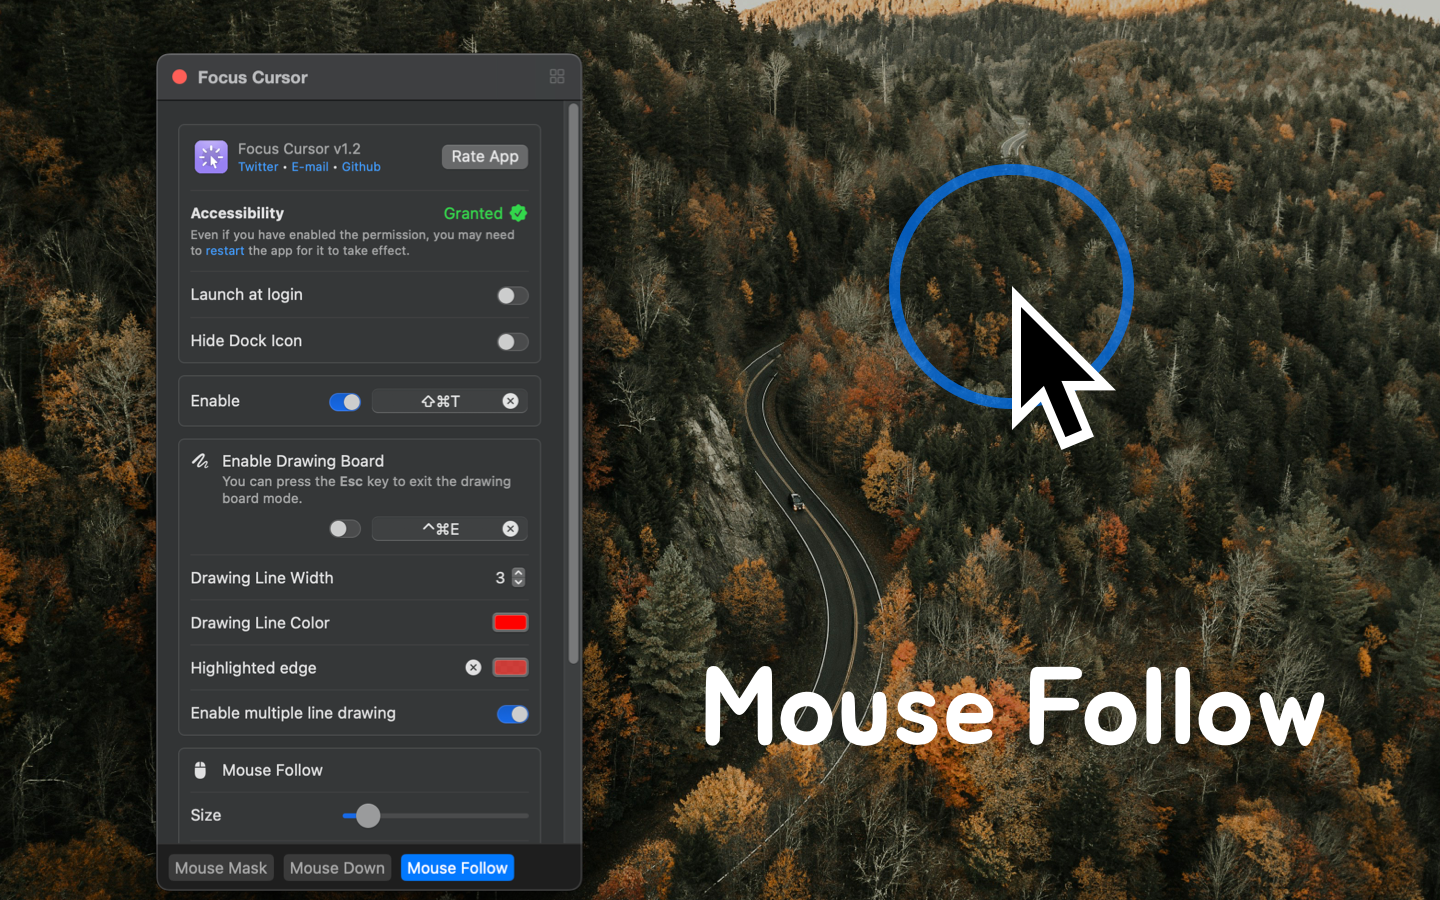 Focus Cursor
Focus Cursor v1.2
Twitter • E-mail • Github
Rate App
Accessibility
Granted
Even if you have enabled the permission, you may need
to restart the app for it to take effect.
Launch at login
Hide Dock Icon
Enable
⇧⌘T
Enable Drawing Board
You can press the Esc key to exit the drawing
board mode.
^⌘E
Drawing Line Width
3
Drawing Line Color
Highlighted edge
Enable multiple line drawing
Mouse Follow
Size
Mouse Mask
Mouse Down
Mouse Follow
Mouse Follow